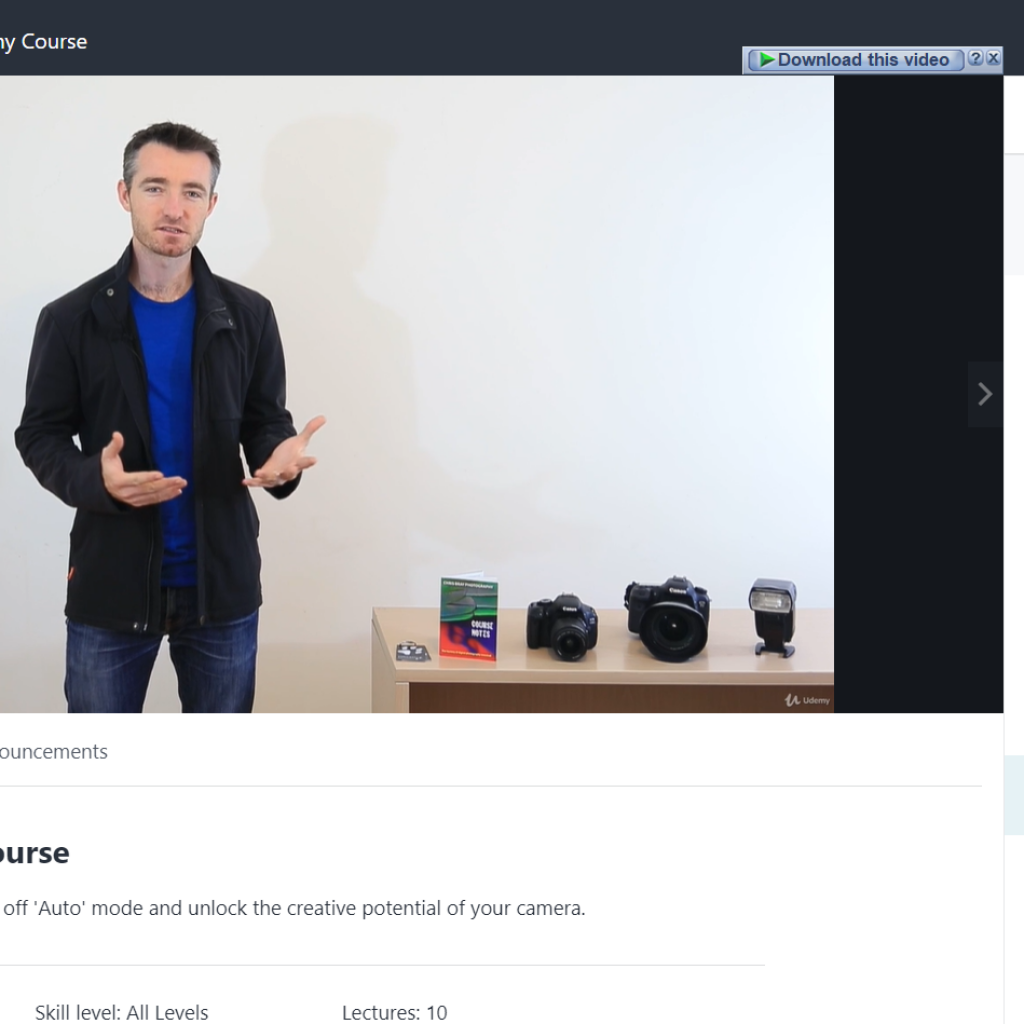 ny Course
Download this video
?
X
Canon
Canon
COURSE
NOTES
Udemy
ouncements
ourse
off 'Auto' mode and unlock the creative potential of your camera.
Skill level: All Levels
Lectures: 10